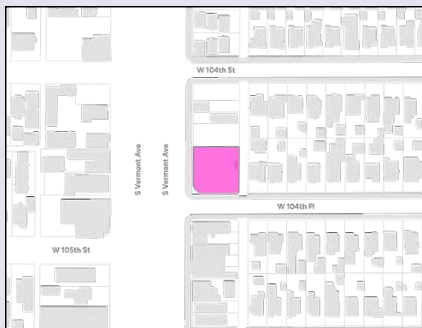 W 104th St
S Vermont Ave
S Vermont Ave
W 104th Pl
W 105th St